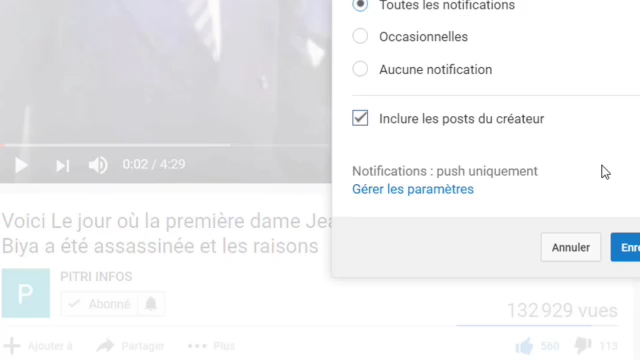 Toutes les notifications
Occasionnelles
Aucune notification
Inclure les posts du créateur
Notifications : push uniquement
Gérer les paramètres
Annuler
Enre
0:02 / 4:29
Voici Le jour où la première dame Jea
Biya a été assassinée et les raisons
P
PITRI INFOS
Abonné
132 929 vues
Ajouter à
Partager
Plus
560
113